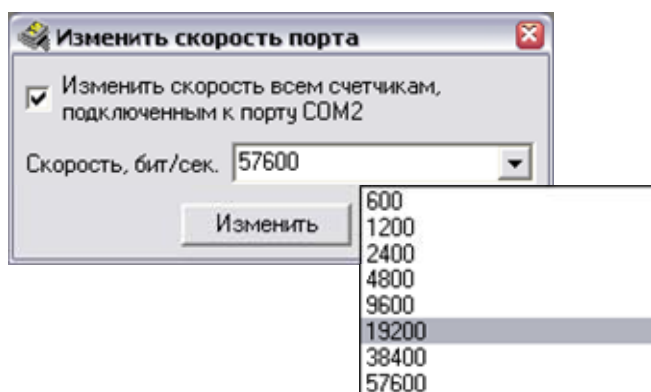 Изменить скорость порта
Изменить скорость всем счетчикам,
подключенным к порту COM2
Скорость, бит/сек.
57600
Изменить
600
1200
2400
4800
9600
19200
38400
57600